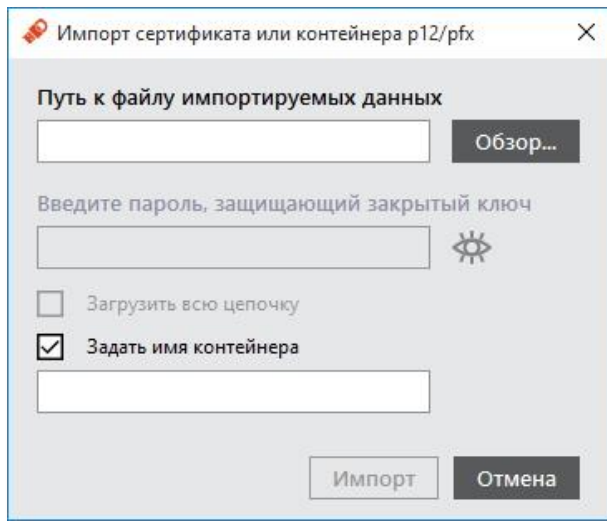 Импорт сертификата или контейнера p12/pfx
Путь к файлу импортируемых данных
Обзор...
Введите пароль, защищающий закрытый ключ
Загрузить всю цепочку
Задать имя контейнера
Импорт Отмена